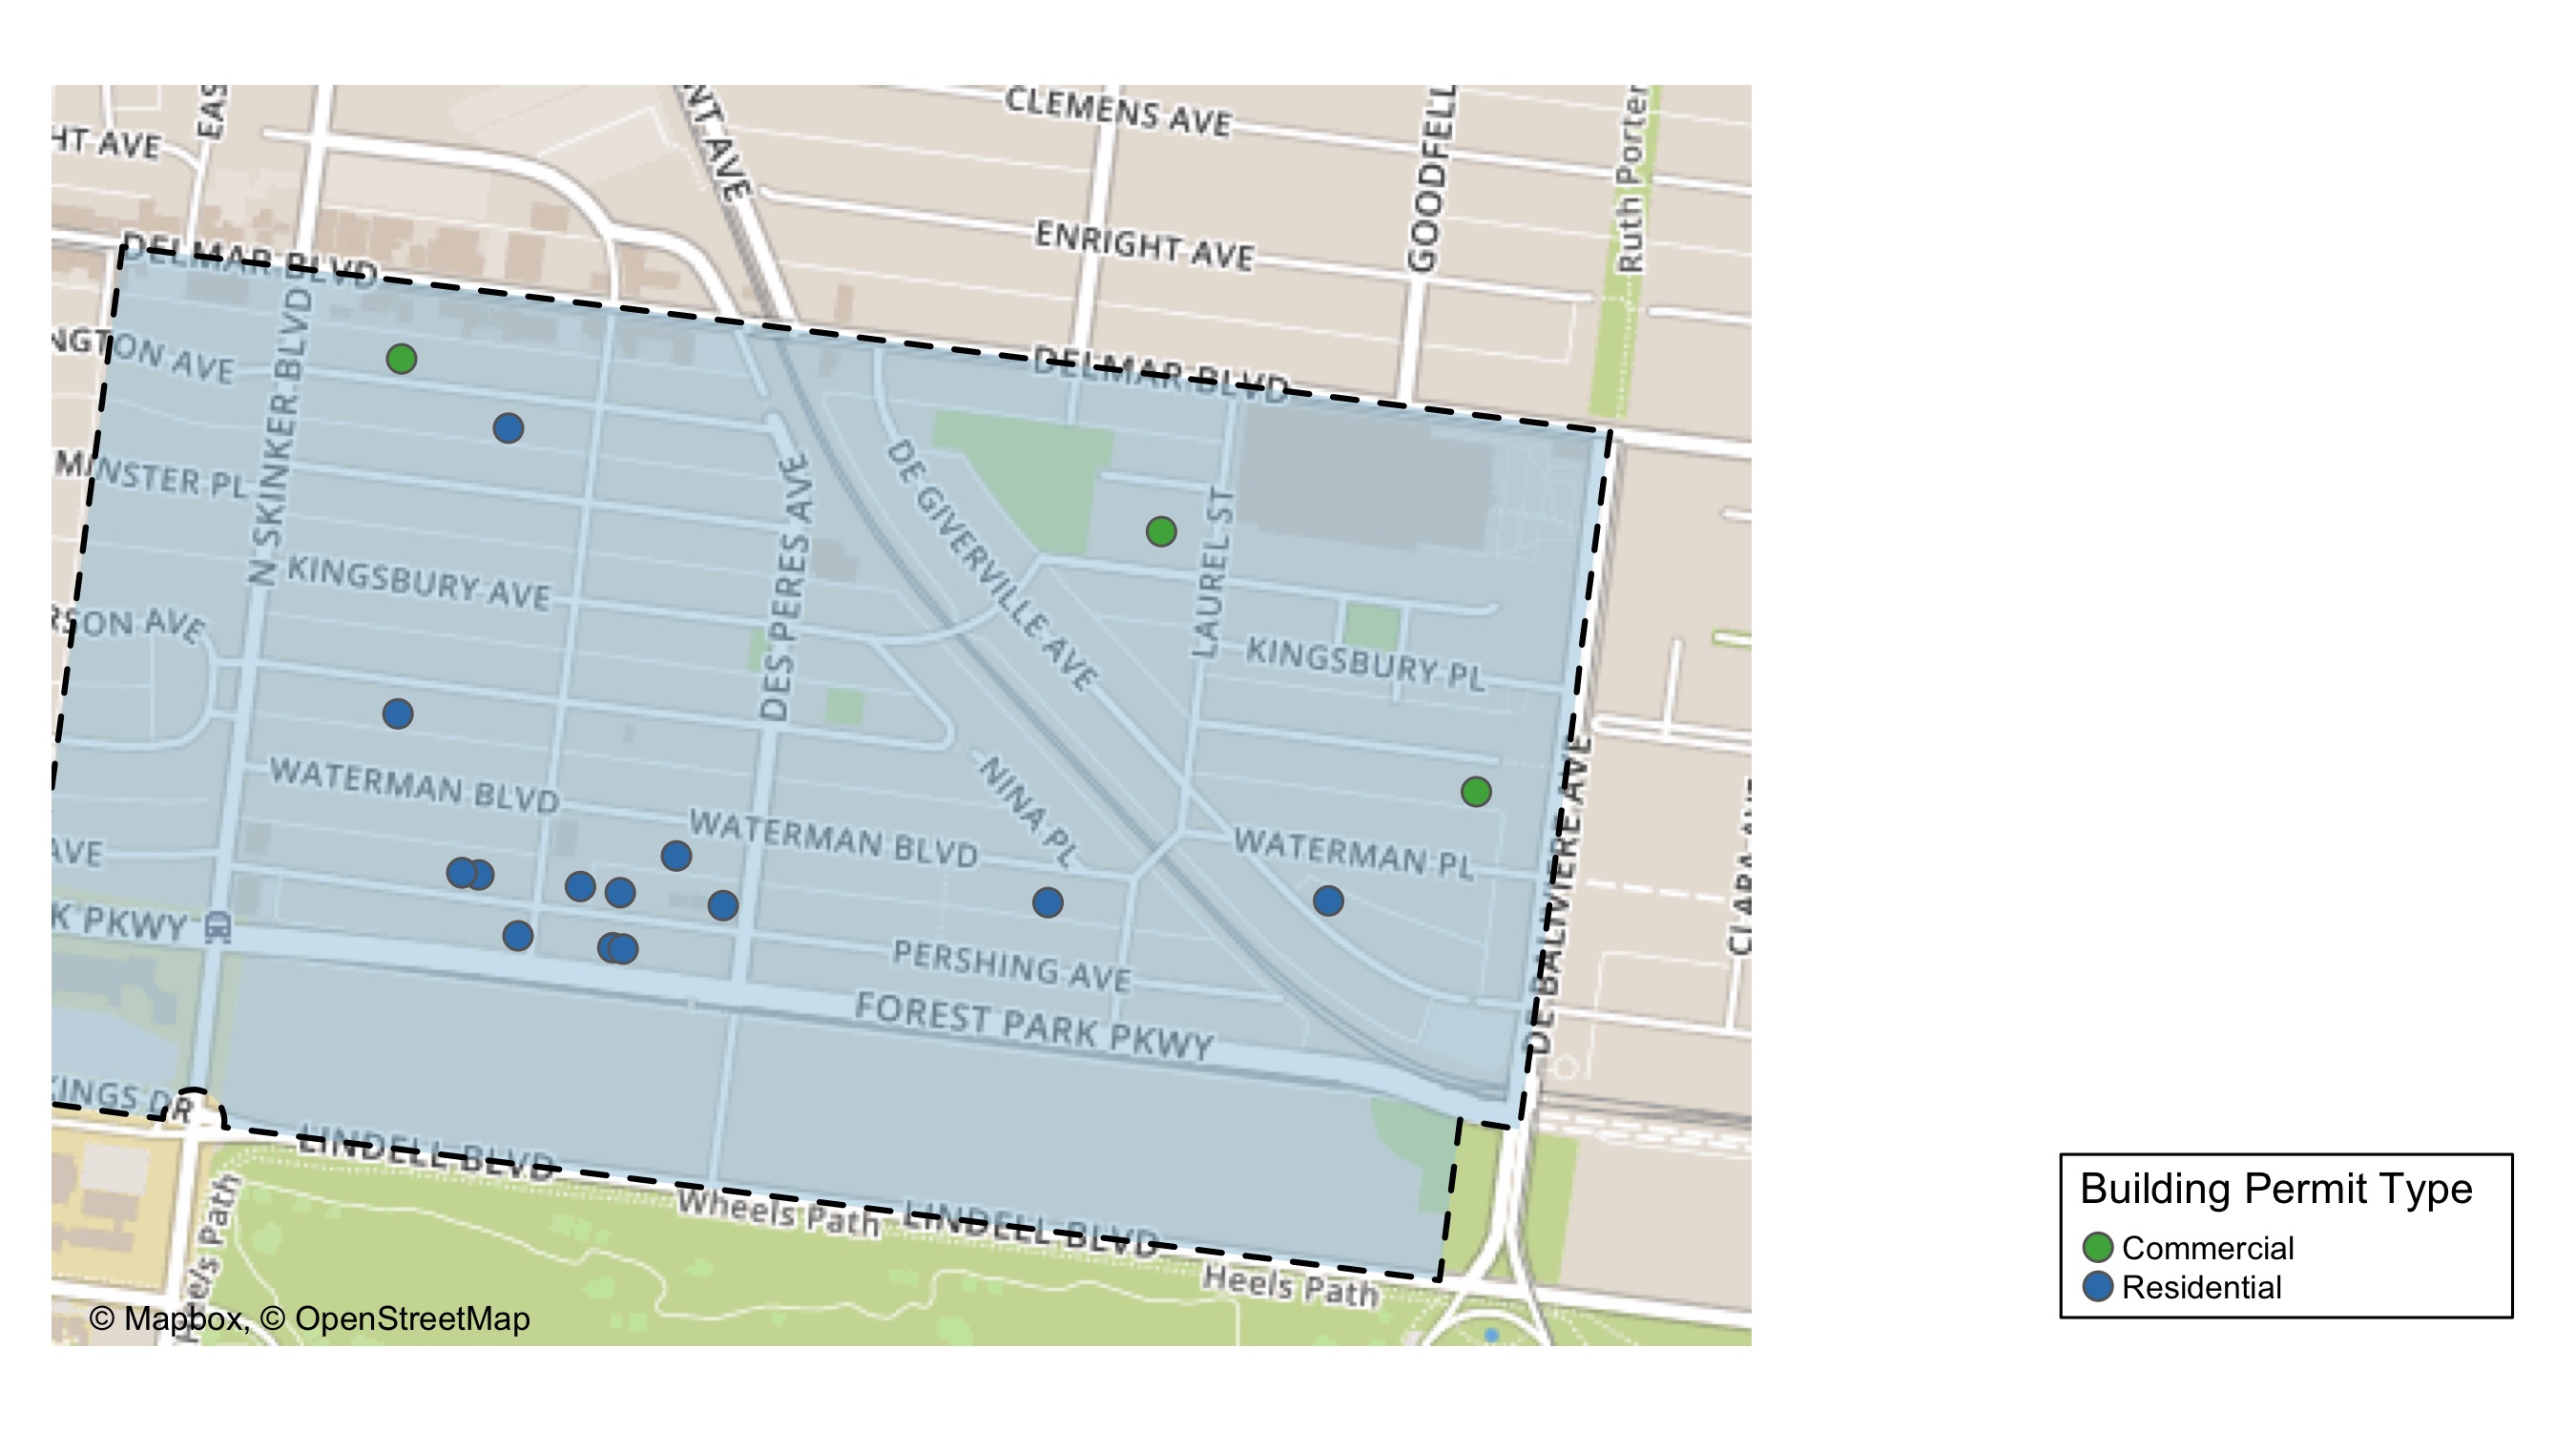 EAS
HT AVE
NT AVE
CLEMENS AVE
GOODFELL
Ruth Porter
ENRIGHT AVE
DELMAR BLVD
DELMAR BLVD
NGTON AVE
N SKINKER BLVD
MINSTER PL
DE GIVERVILLE AVE
DES PERES AVE
LAUREL ST
KINGSBURY AVE
RSON AVE
KINGSBURY PL
WATERMAN BLVD
WATERMAN BLVD
NINA PL
WATERMAN PL
DE BALIVIERE AVE
CLARA AVE
AVE
K PKWY
PERSHING AVE
FOREST PARK PKWY
KINGS DR
LINDELL BLVD
Wheels Path
LINDELL BLVD
Heels Path
Heels Path
© Mapbox, © OpenStreetMap
Building Permit Type
Commercial
Residential